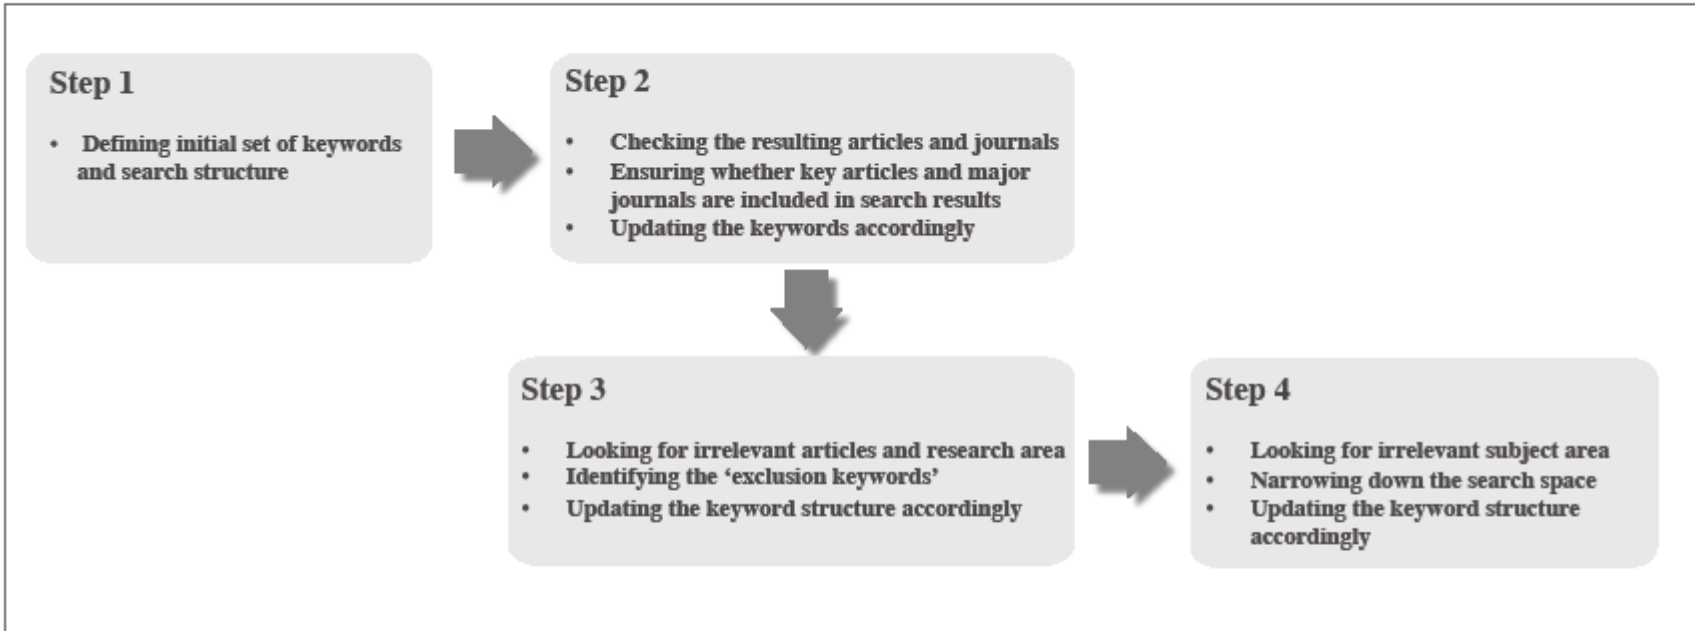 Step 1
• Defining initial set of keywords
and search structure
Step 2
• Checking the resulting articles and journals
• Ensuring whether key articles and major
journals are included in search results
• Updating the keywords accordingly
Step 3
• Looking for irrelevant articles and research area
• Identifying the ‘exclusion keywords’
• Updating the keyword structure accordingly
Step 4
• Looking for irrelevant subject area
• Narrowing down the search space
• Updating the keyword structure
accordingly